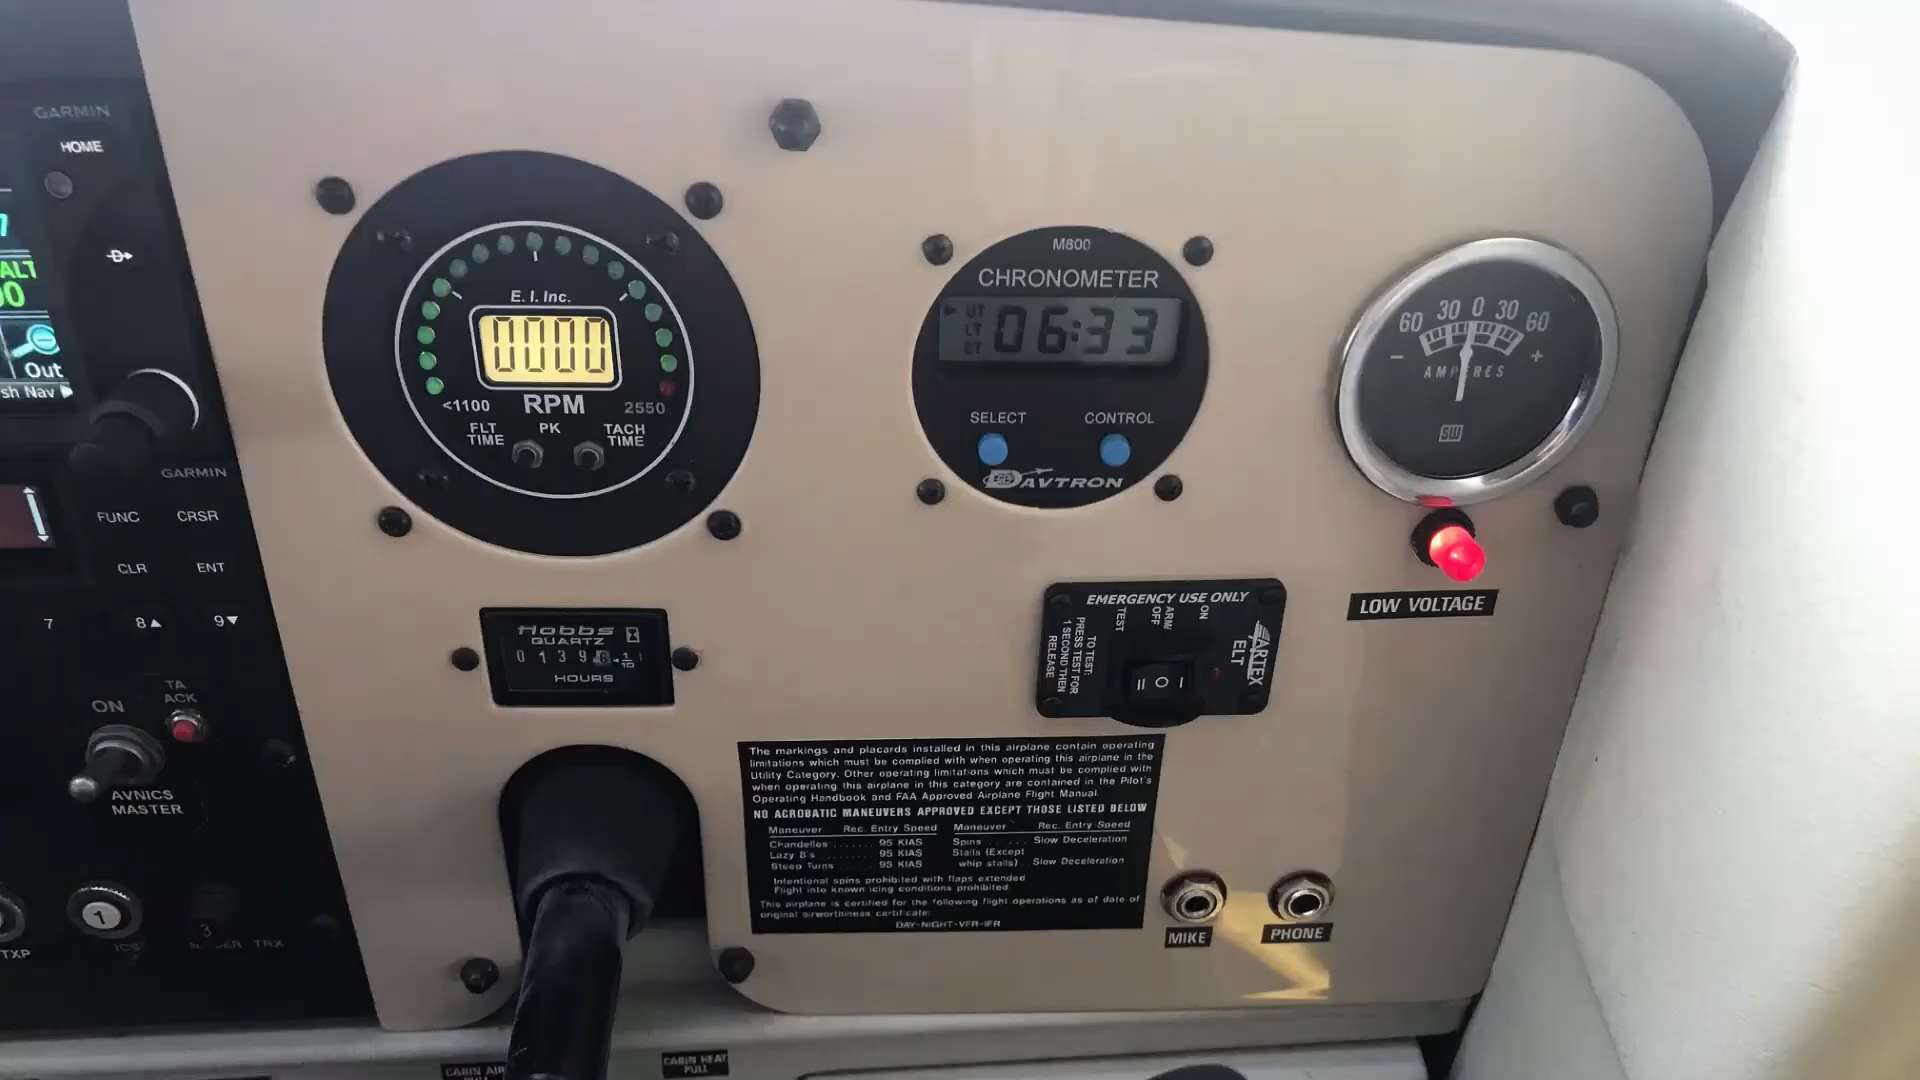 GARMIN
HOME
ALT
Out
sh Nav
GARMIN
FUNC
CRSR
CLR
ENT
7
8
9
TA
ACK
ON
AVNICS
MASTER
1
3
TXP
ICS
TRX
E. I. Inc.
0000
<1100
RPM
2550
FLT
TIME
PK
TACH
TIME
Hobbs
QUARTZ
0 1 3 9 6 1/10
HOURS
M800
CHRONOMETER
UT
LT
ET
06:33
SELECT
CONTROL
DAVTRON
60 30 0 30 60
- +
AMPERES
SW
LOW VOLTAGE
EMERGENCY USE ONLY
ON
ARM/
OFF
TEST
TO TEST:
PRESS TEST FOR
1 SECOND THEN
RELEASE
ARTEX
ELT
II O I
The markings and placards installed in this airplane contain operating
limitations which must be complied with when operating this airplane in the
Utility Category. Other operating limitations which must be complied with
when operating this airplane in this category are contained in the Pilot's
Operating Handbook and FAA Approved Airplane Flight Manual.
NO ACROBATIC MANEUVERS APPROVED EXCEPT THOSE LISTED BELOW
Maneuver Rec. Entry Speed Maneuver Rec. Entry Speed
Chandelles ....... 95 KIAS Spins ...... Slow Deceleration
Lazy 8's ......... 95 KIAS Stalls (Except
Steep Turns ..... 95 KIAS whip stalls) .. Slow Deceleration
Intentional spins prohibited with flaps extended
Flight into known icing conditions prohibited
This airplane is certified for the following flight operations as of date of
original airworthiness certificate:
DAY-NIGHT-VFR-IFR
MIKE
PHONE
CABIN AIR
PULL
CABIN HEAT
PULL